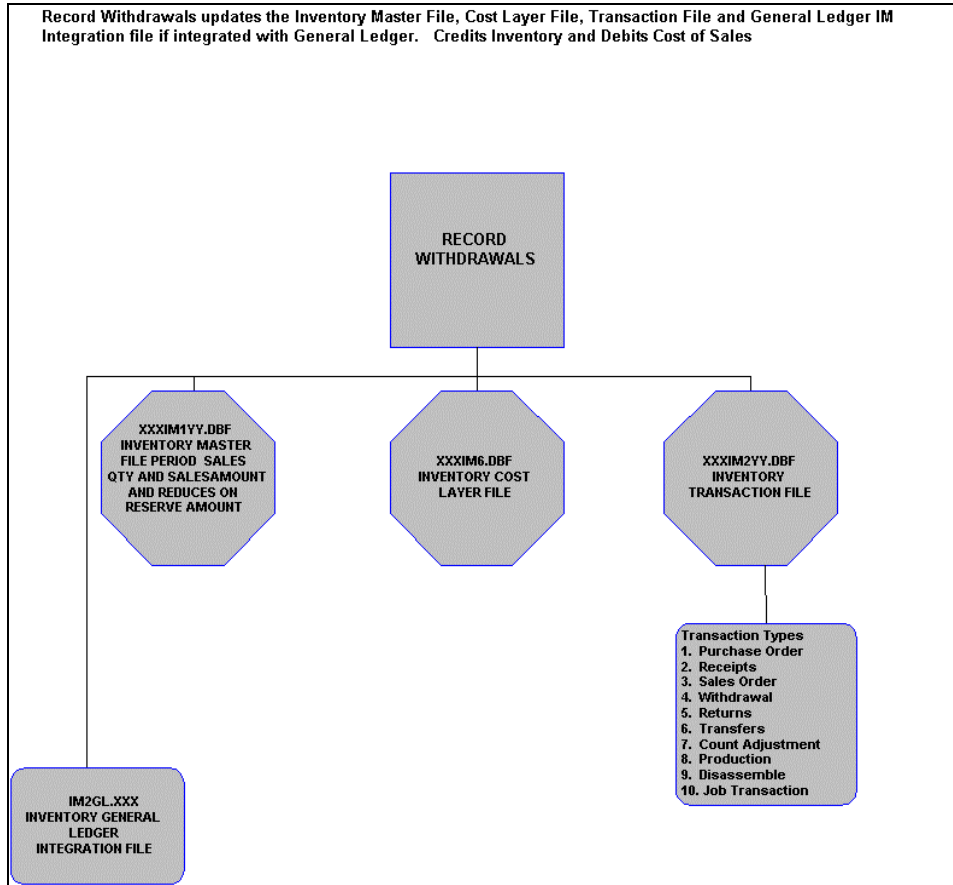 Record Withdrawals updates the Inventory Master File, Cost Layer File, Transaction File and General Ledger IM
Integration file if integrated with General Ledger.   Credits Inventory and Debits Cost of Sales
RECORD
WITHDRAWALS
XXXIM1YY.DBF
INVENTORY MASTER
FILE PERIOD  SALES
QTY AND SALESAMOUNT
AND REDUCES ON
RESERVE AMOUNT
XXXIM6.DBF
INVENTORY COST
LAYER FILE
XXXIM2YY.DBF
INVENTORY
TRANSACTION FILE
Transaction Types
1.  Purchase Order
2.  Receipts
3.  Sales Order
4.  Withdrawal
5.  Returns
6.  Transfers
7.  Count Adjustment
8.  Production
9.  Disassemble
10. Job Transaction
IM2GL.XXX
INVENTORY GENERAL
LEDGER
INTEGRATION FILE